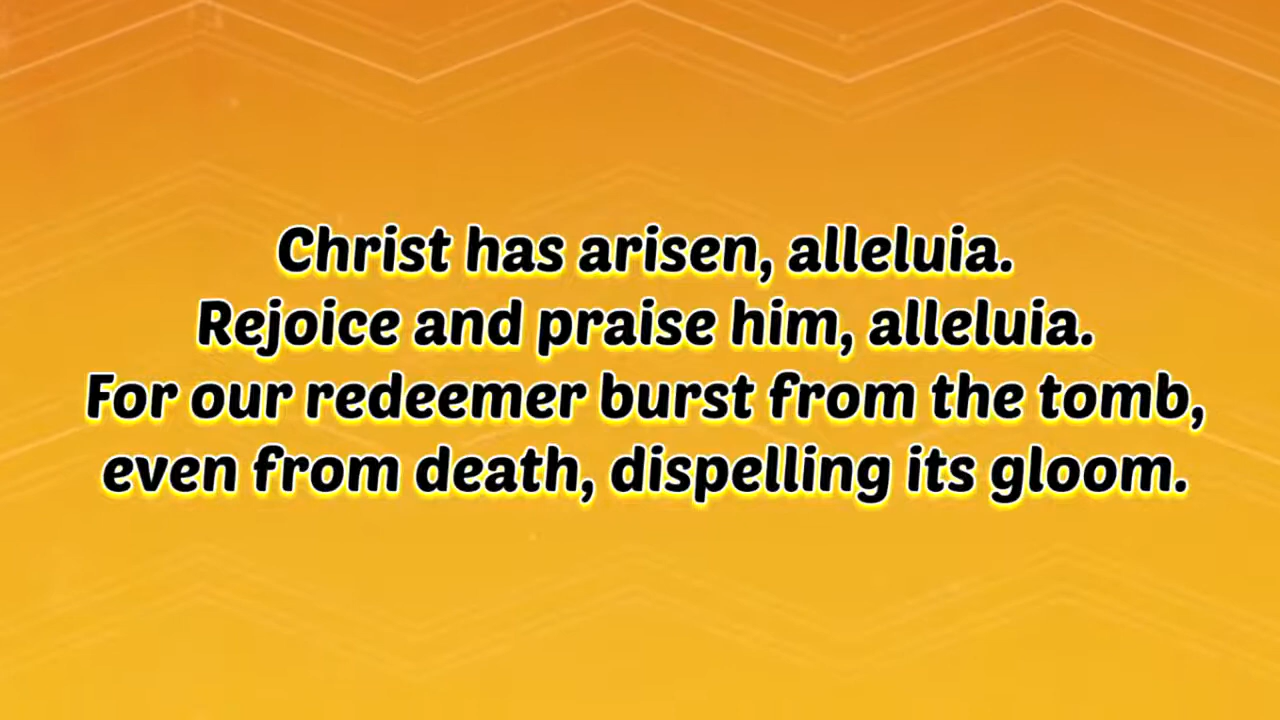 Christ has arisen, alleluia.
Rejoice and praise him, alleluia.
For our redeemer burst from the tomb,
even from death, dispelling its gloom.